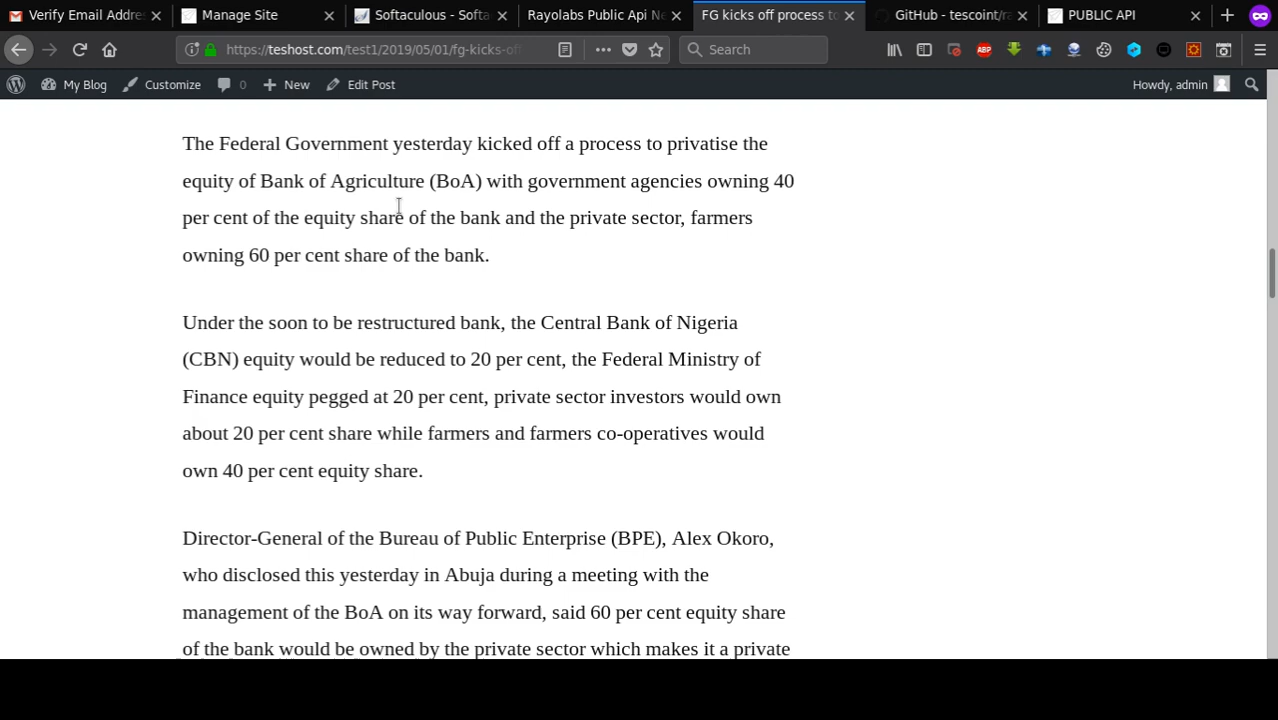 Verify Email Addre
Manage Site
Softaculous - Softa
Rayolabs Public Api Ne
FG kicks off process to
GitHub - tescoint/ra
PUBLIC API
https://teshost.com/test1/2019/05/01/fg-kicks-off
Search
ABP
My Blog
Customize
0
New
Edit Post
Howdy, admin
The Federal Government yesterday kicked off a process to privatise the
equity of Bank of Agriculture (BoA) with government agencies owning 40
per cent of the equity share of the bank and the private sector, farmers
owning 60 per cent share of the bank.
Under the soon to be restructured bank, the Central Bank of Nigeria
(CBN) equity would be reduced to 20 per cent, the Federal Ministry of
Finance equity pegged at 20 per cent, private sector investors would own
about 20 per cent share while farmers and farmers co-operatives would
own 40 per cent equity share.
Director-General of the Bureau of Public Enterprise (BPE), Alex Okoro,
who disclosed this yesterday in Abuja during a meeting with the
management of the BoA on its way forward, said 60 per cent equity share
of the bank would be owned by the private sector which makes it a private